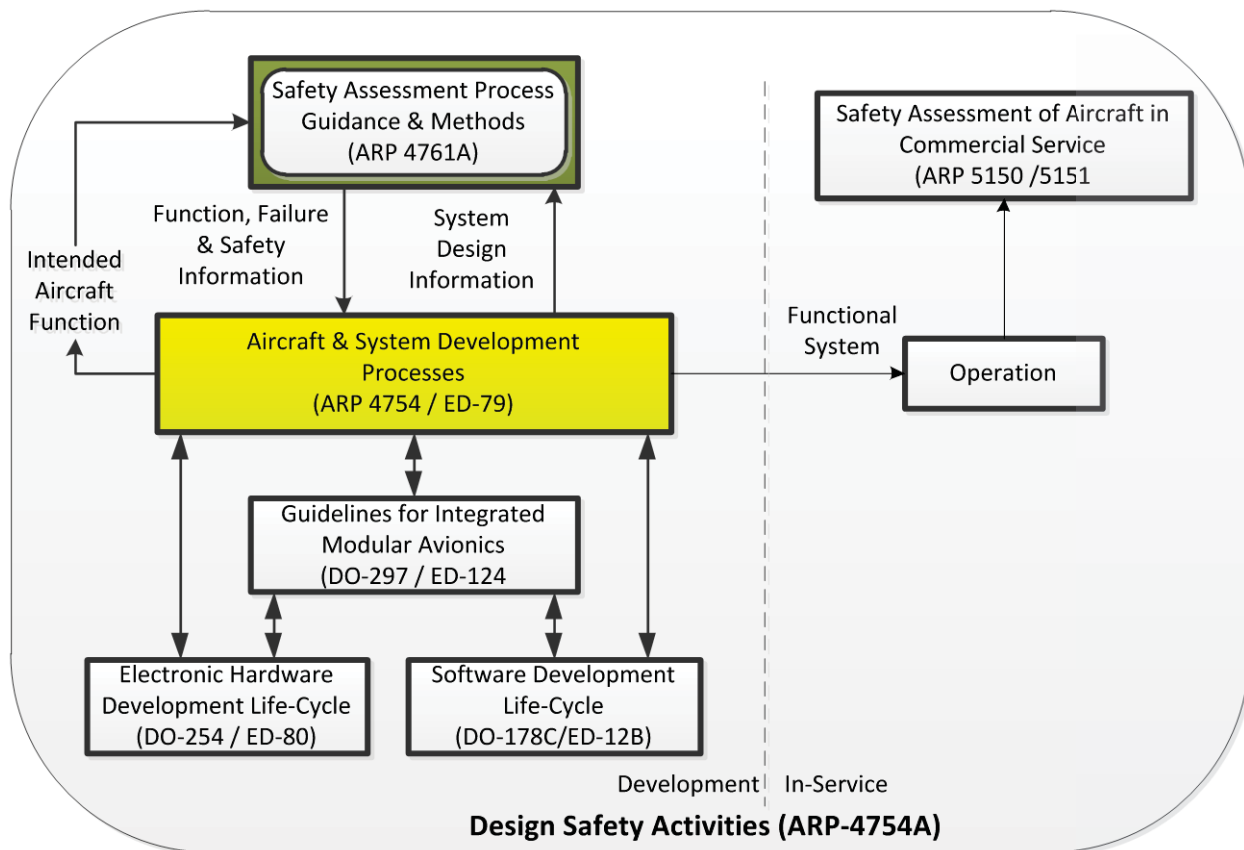 Safety Assessment Process
Guidance & Methods
(ARP 4761A)
Safety Assessment of Aircraft in
Commercial Service
(ARP 5150 /5151
Function, Failure
& Safety
Information
System
Design
Information
Intended
Aircraft
Function
Aircraft & System Development
Processes
(ARP 4754 / ED-79)
Functional
System
Operation
Guidelines for Integrated
Modular Avionics
(DO-297 / ED-124
Electronic Hardware
Development Life-Cycle
(DO-254 / ED-80)
Software Development
Life-Cycle
(DO-178C/ED-12B)
Development
In-Service
Design Safety Activities (ARP-4754A)